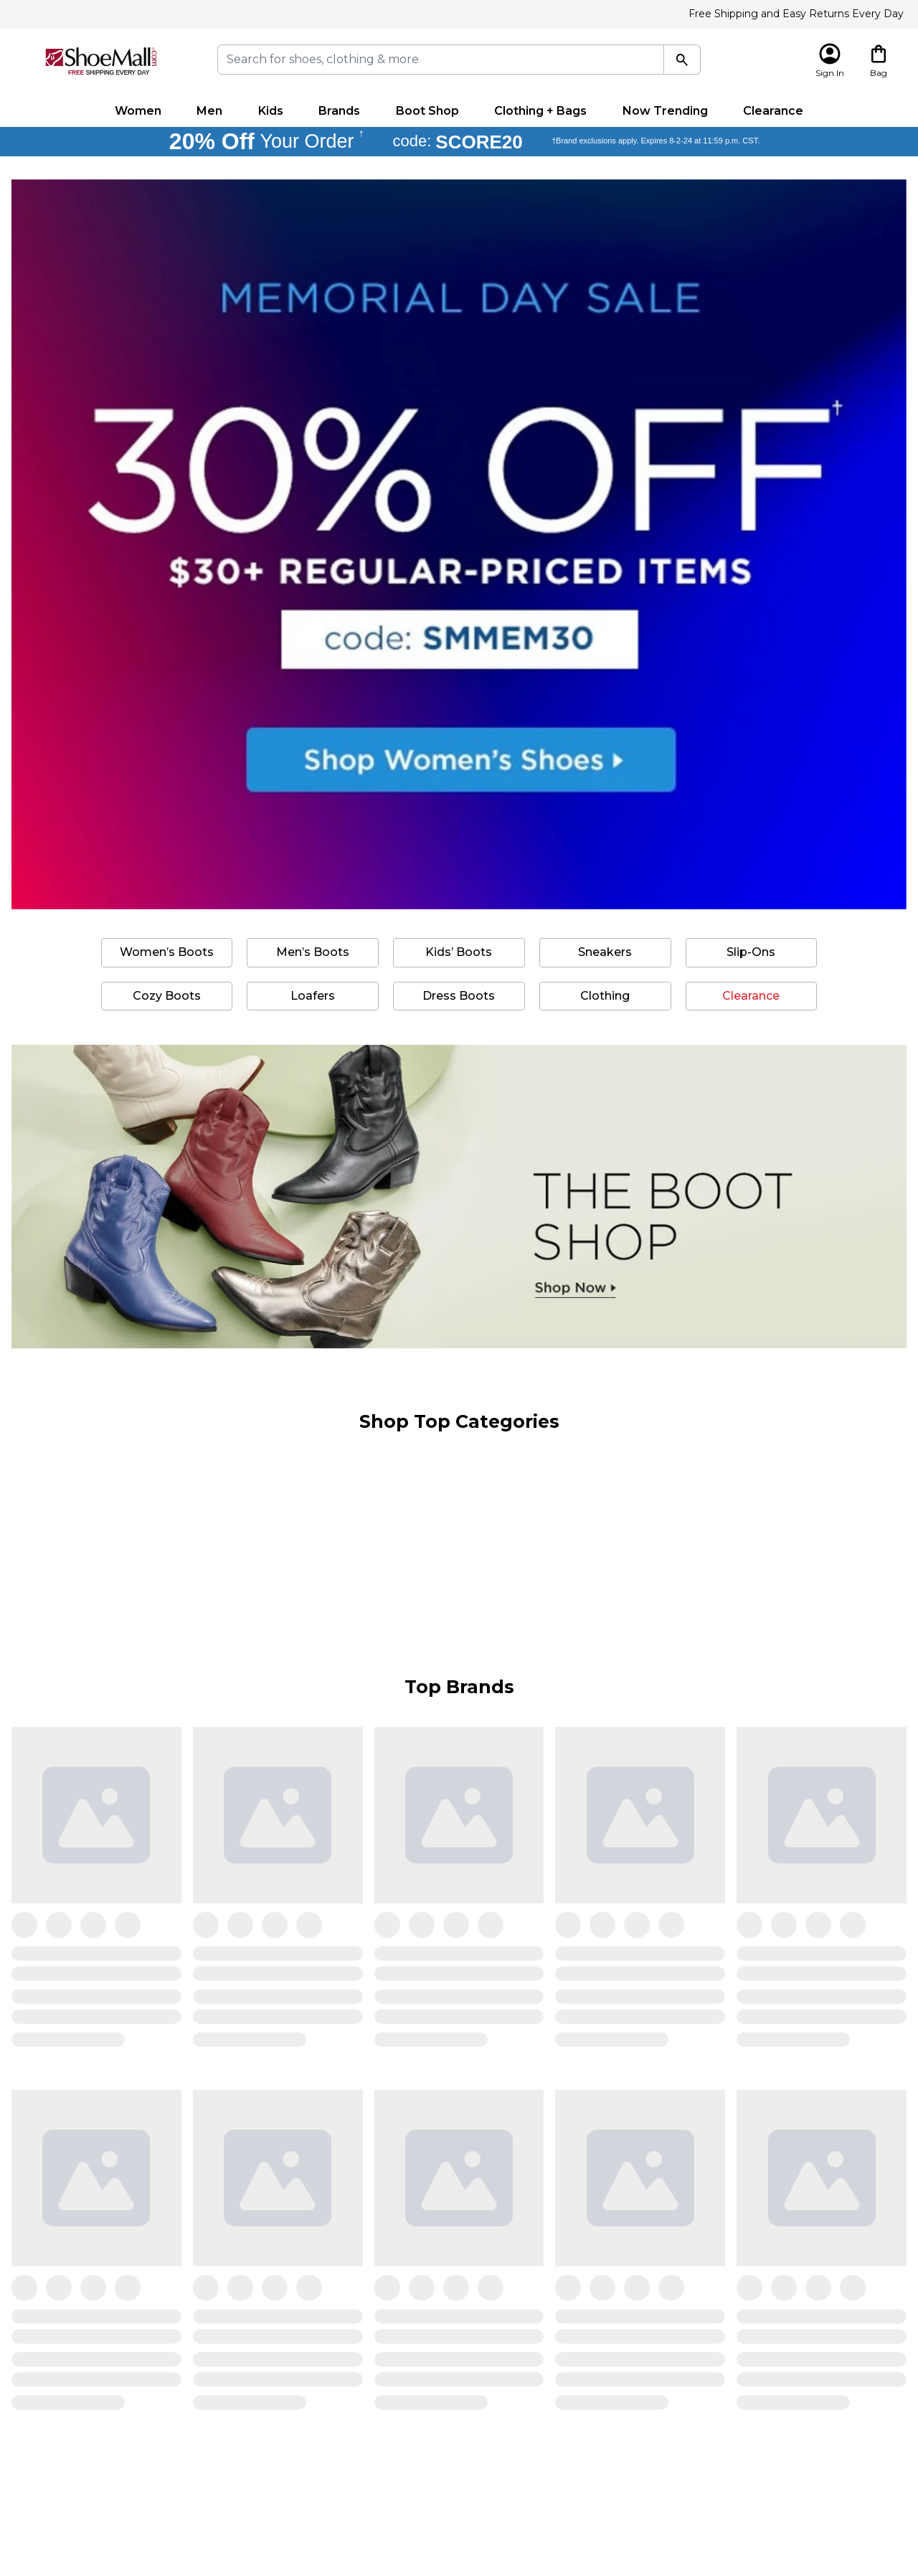 Free Shipping and Easy Returns Every Day
ShoeMall.com
FREE SHIPPING EVERY DAY
Search for shoes, clothing & more
Sign In
Bag
Women Men Kids Brands Boot Shop Clothing + Bags Now Trending Clearance
20% Off Your Order † code: SCORE20 †Brand exclusions apply. Expires 8-2-24 at 11:59 p.m. CST.
MEMORIAL DAY SALE
30% OFF†
$30+ REGULAR-PRICED ITEMS
code: SMMEM30
Shop Women's Shoes
Women's Boots Men's Boots Kids' Boots Sneakers Slip-Ons
Cozy Boots Loafers Dress Boots Clothing Clearance
THE BOOT
SHOP
Shop Now
Shop Top Categories
Top Brands